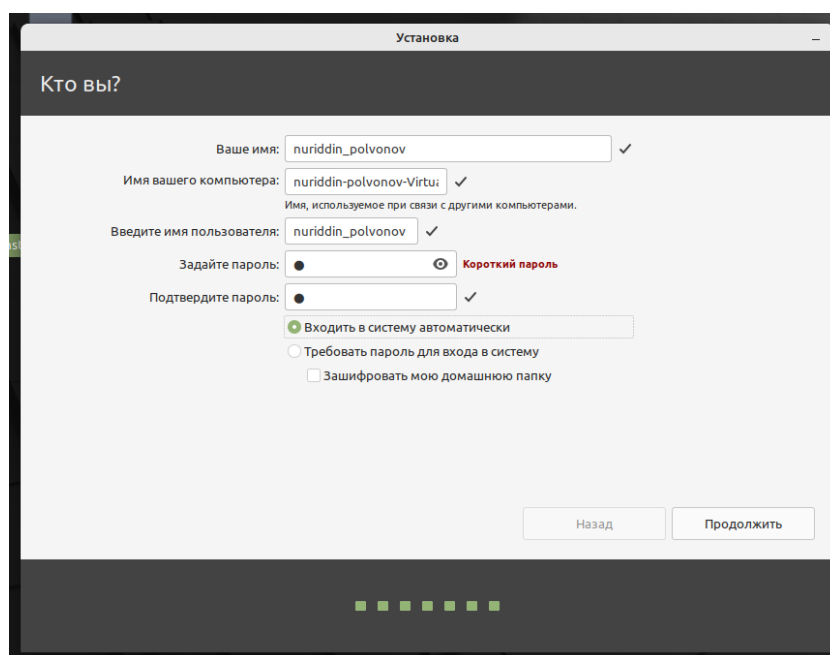 Установка
Кто вы?
Ваше имя: nuriddin_polvonov
Имя вашего компьютера: nuriddin-polvonov-Virtua
Имя, используемое при связи с другими компьютерами.
Введите имя пользователя: nuriddin_polvonov
Задайте пароль: Короткий пароль
Подтвердите пароль:
Входить в систему автоматически
Требовать пароль для входа в систему
Зашифровать мою домашнюю папку
Назад Продолжить